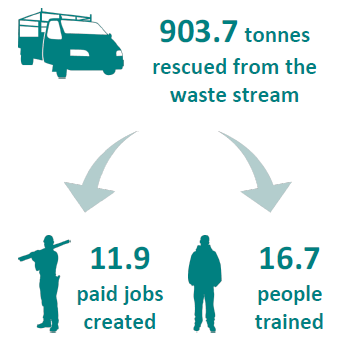 903.7 tonnes
rescued from the
waste stream
11.9
paid jobs
created
16.7
people
trained